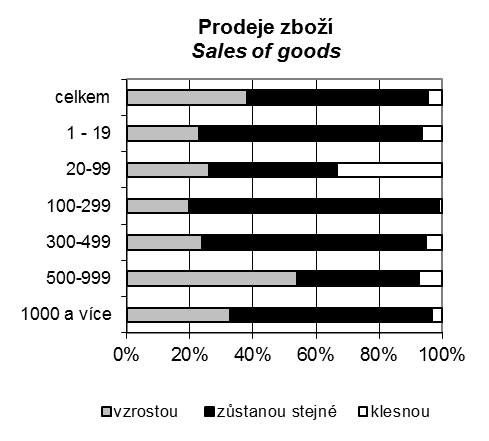 Prodeje zboží
Sales of goods
celkem
1 - 19
20-99
100-299
300-499
500-999
1000 a více
0% 20% 40% 60% 80% 100%
vzrostou zůstanou stejné klesnou